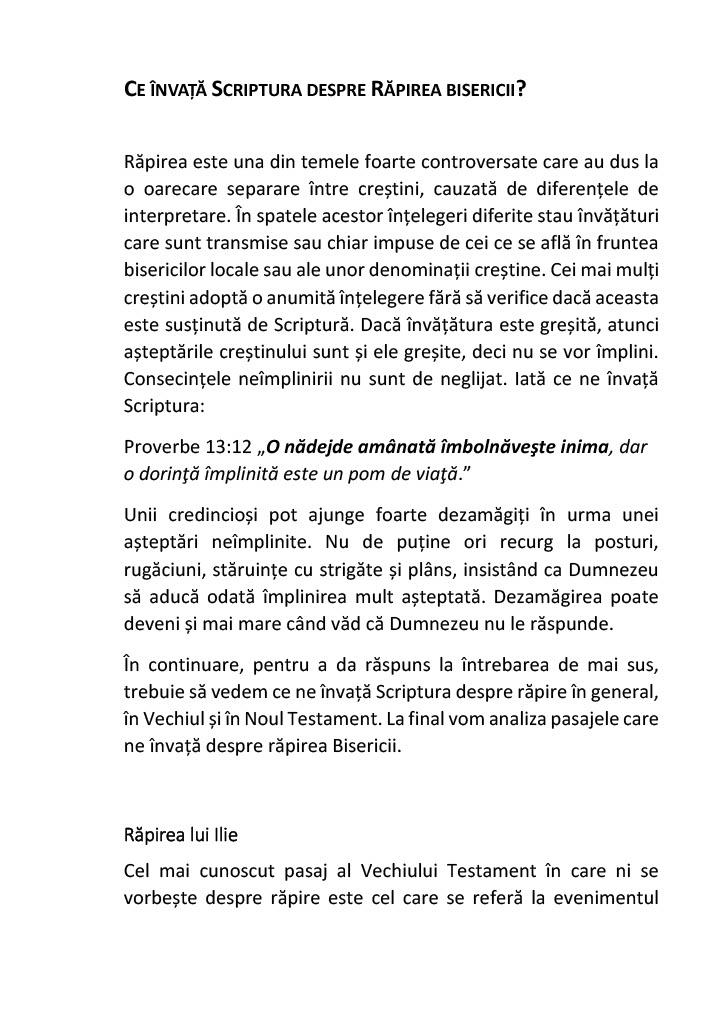 CE ÎNVAȚĂ SCRIPTURA DESPRE RĂPIREA BISERICII?
Răpirea este una din temele foarte controversate care au dus la
o oarecare separare între creștini, cauzată de diferențele de
interpretare. În spatele acestor înțelegeri diferite stau învățături
care sunt transmise sau chiar impuse de cei ce se află în fruntea
bisericilor locale sau ale unor denominații creștine. Cei mai mulți
creștini adoptă o anumită înțelegere fără să verifice dacă aceasta
este susținută de Scriptură. Dacă învățătura este greșită, atunci
așteptările creștinului sunt și ele greșite, deci nu se vor împlini.
Consecințele neîmplinirii nu sunt de neglijat. Iată ce ne învață
Scriptura:
Proverbe 13:12 „O nădejde amânată îmbolnăveşte inima, dar
o dorinţă împlinită este un pom de viaţă.”
Unii credincioși pot ajunge foarte dezamăgiți în urma unei
așteptări neîmplinite. Nu de puține ori recurg la posturi,
rugăciuni, stăruințe cu strigăte și plâns, insistând ca Dumnezeu
să aducă odată împlinirea mult așteptată. Dezamăgirea poate
deveni și mai mare când văd că Dumnezeu nu le răspunde.
În continuare, pentru a da răspuns la întrebarea de mai sus,
trebuie să vedem ce ne învață Scriptura despre răpire în general,
în Vechiul și în Noul Testament. La final vom analiza pasajele care
ne învață despre răpirea Bisericii.
Răpirea lui Ilie
Cel mai cunoscut pasaj al Vechiului Testament în care ni se
vorbește despre răpire este cel care se referă la evenimentul